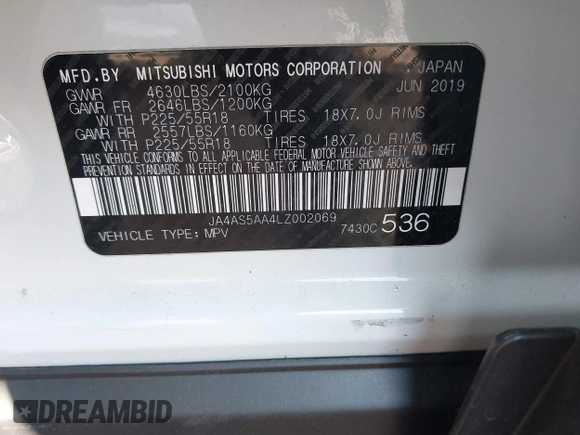 MFD.BY MITSUBISHI MOTORS CORPORATION , JAPAN
GVWR 4630LBS/2100KG JUN 2019
GAWR FR 2646LBS/1200KG
WITH P225/55R18 TIRES 18X7.0J RIMS
GAWR RR 2557LBS/1160KG
WITH P225/55R18 TIRES 18X7.0J RIMS
THIS VEHICLE CONFORMS TO ALL APPLICABLE FEDERAL MOTOR VEHICLE SAFETY AND THEFT
PREVENTION STANDARDS IN EFFECT ON THE DATE OF MANUFACTURE SHOWN ABOVE.
JA4AS5AA4LZ002069
VEHICLE TYPE: MPV 7430C 536
DREAMBID